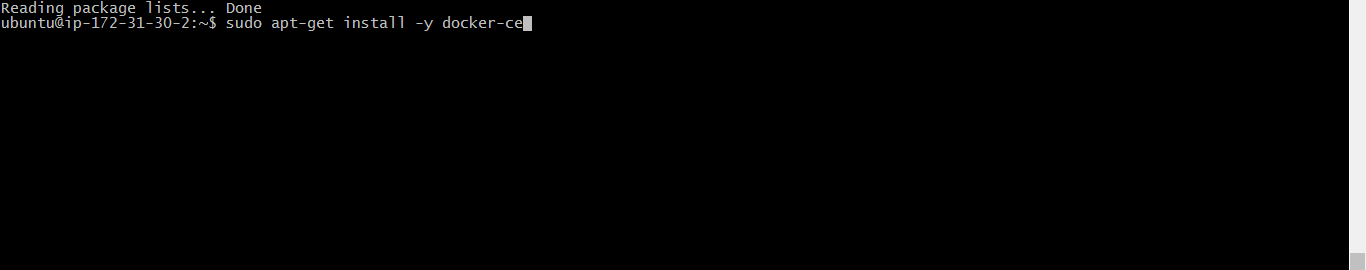 Reading package lists... Done
ubuntu@ip-172-31-30-2:~$ sudo apt-get install -y docker-ce